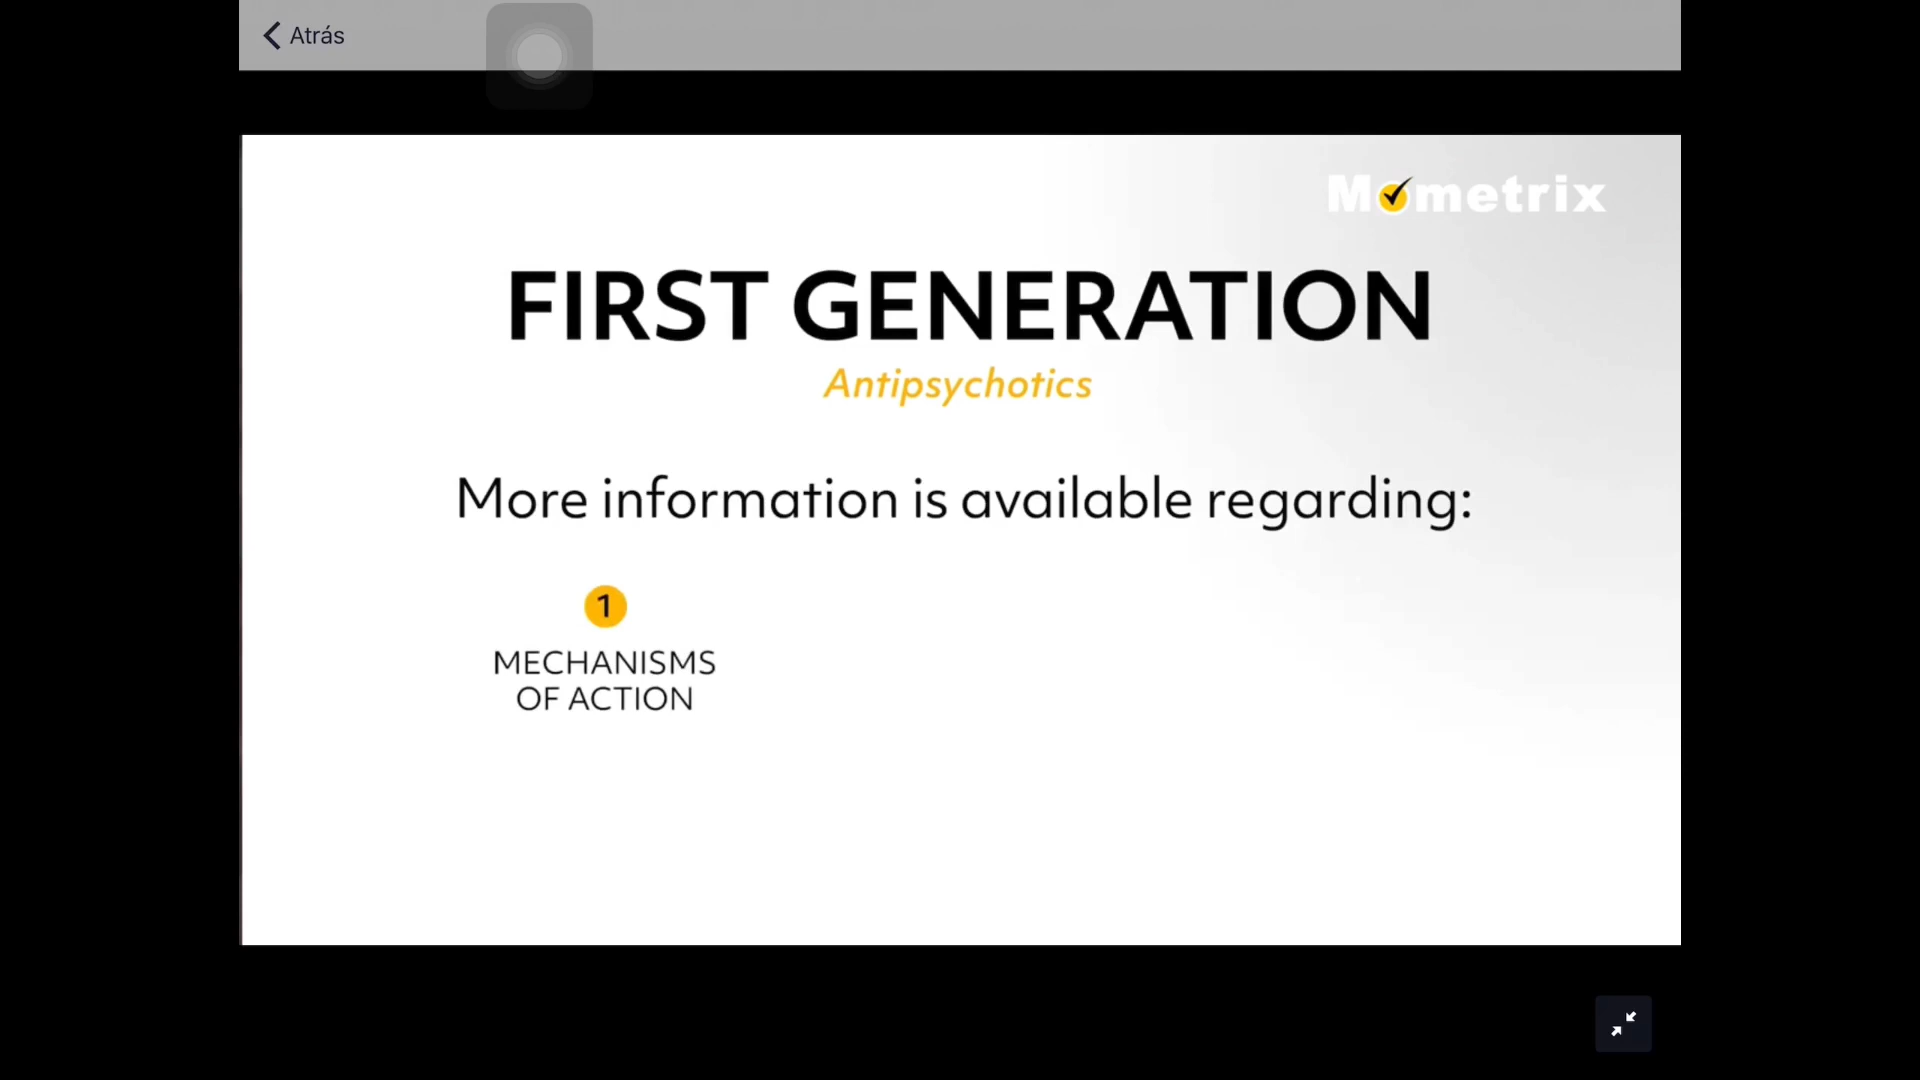 Atrás
Mometrix
FIRST GENERATION
Antipsychotics
More information is available regarding:
1
MECHANISMS
OF ACTION